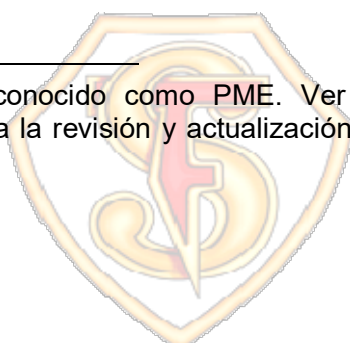 conocido como PME. Ver
a la revisión y actualización